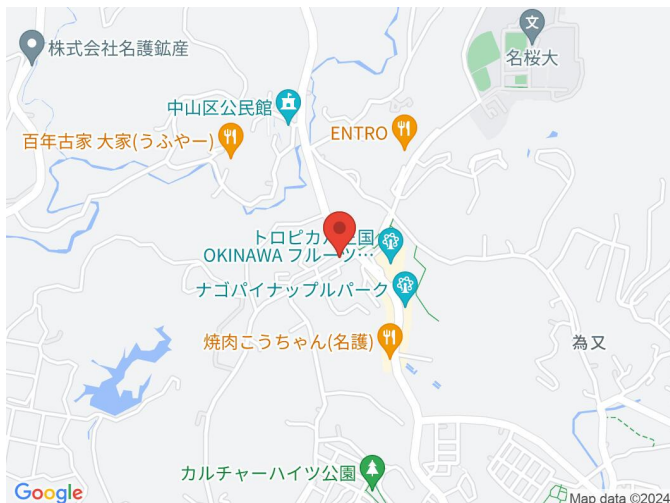 株式会社名護鉱産
文
名桜大
中山区公民館
百年古家 大家(うふやー)
ENTRO
トロピカル王国
OKINAWA フルーツ…
ナゴパイナップルパーク
焼肉こうちゃん(名護)
為又
カルチャーハイツ公園
Google
Map data ©2024